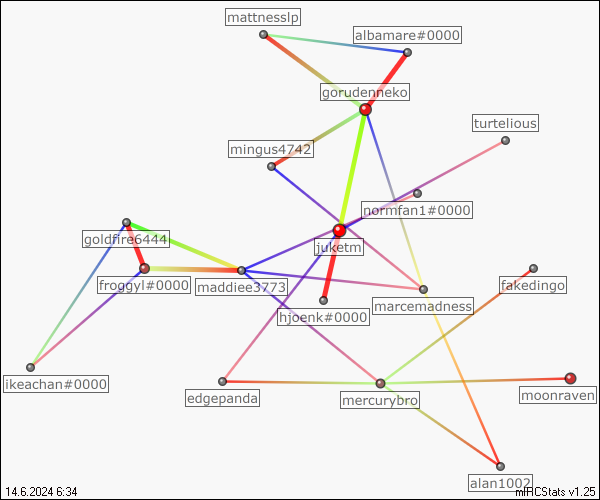 mattnesslp
albamare#0000
gorudenneko
turtelious
mingus4742
normfan1#0000
goldfire6444
juketm
froggyl#0000
maddiee3773
fakedingo
marcemadness
hjoenk#0000
ikeachan#0000
edgepanda
mercurybro
moonraven
alan1002
14.6.2024 6:34
mIRCStats v1.25